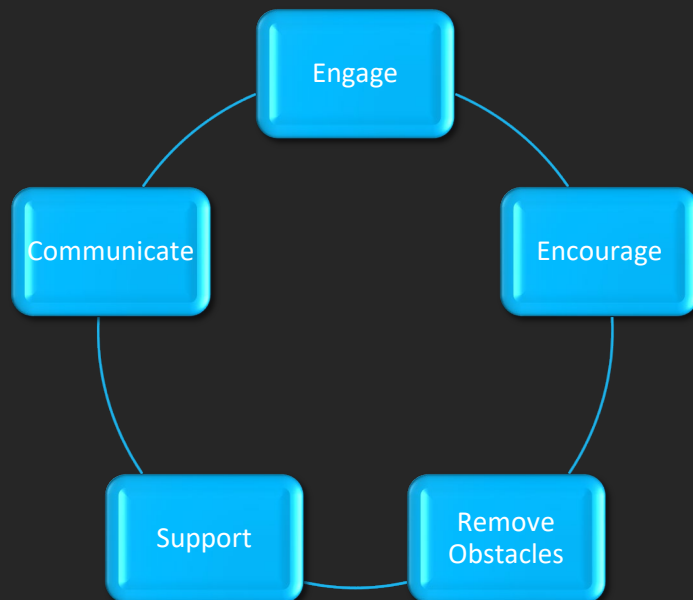 Engage
Encourage
Remove
Obstacles
Support
Communicate